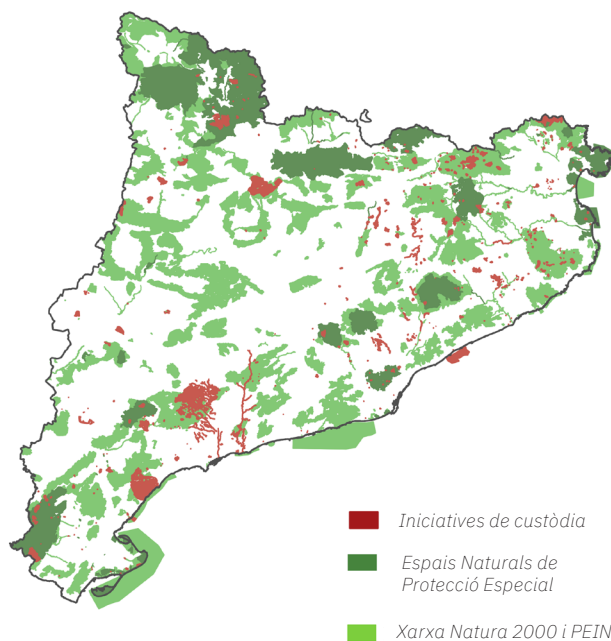 Iniciatives de custòdia
Espais Naturals de
Protecció Especial
Xarxa Natura 2000 i PEIN